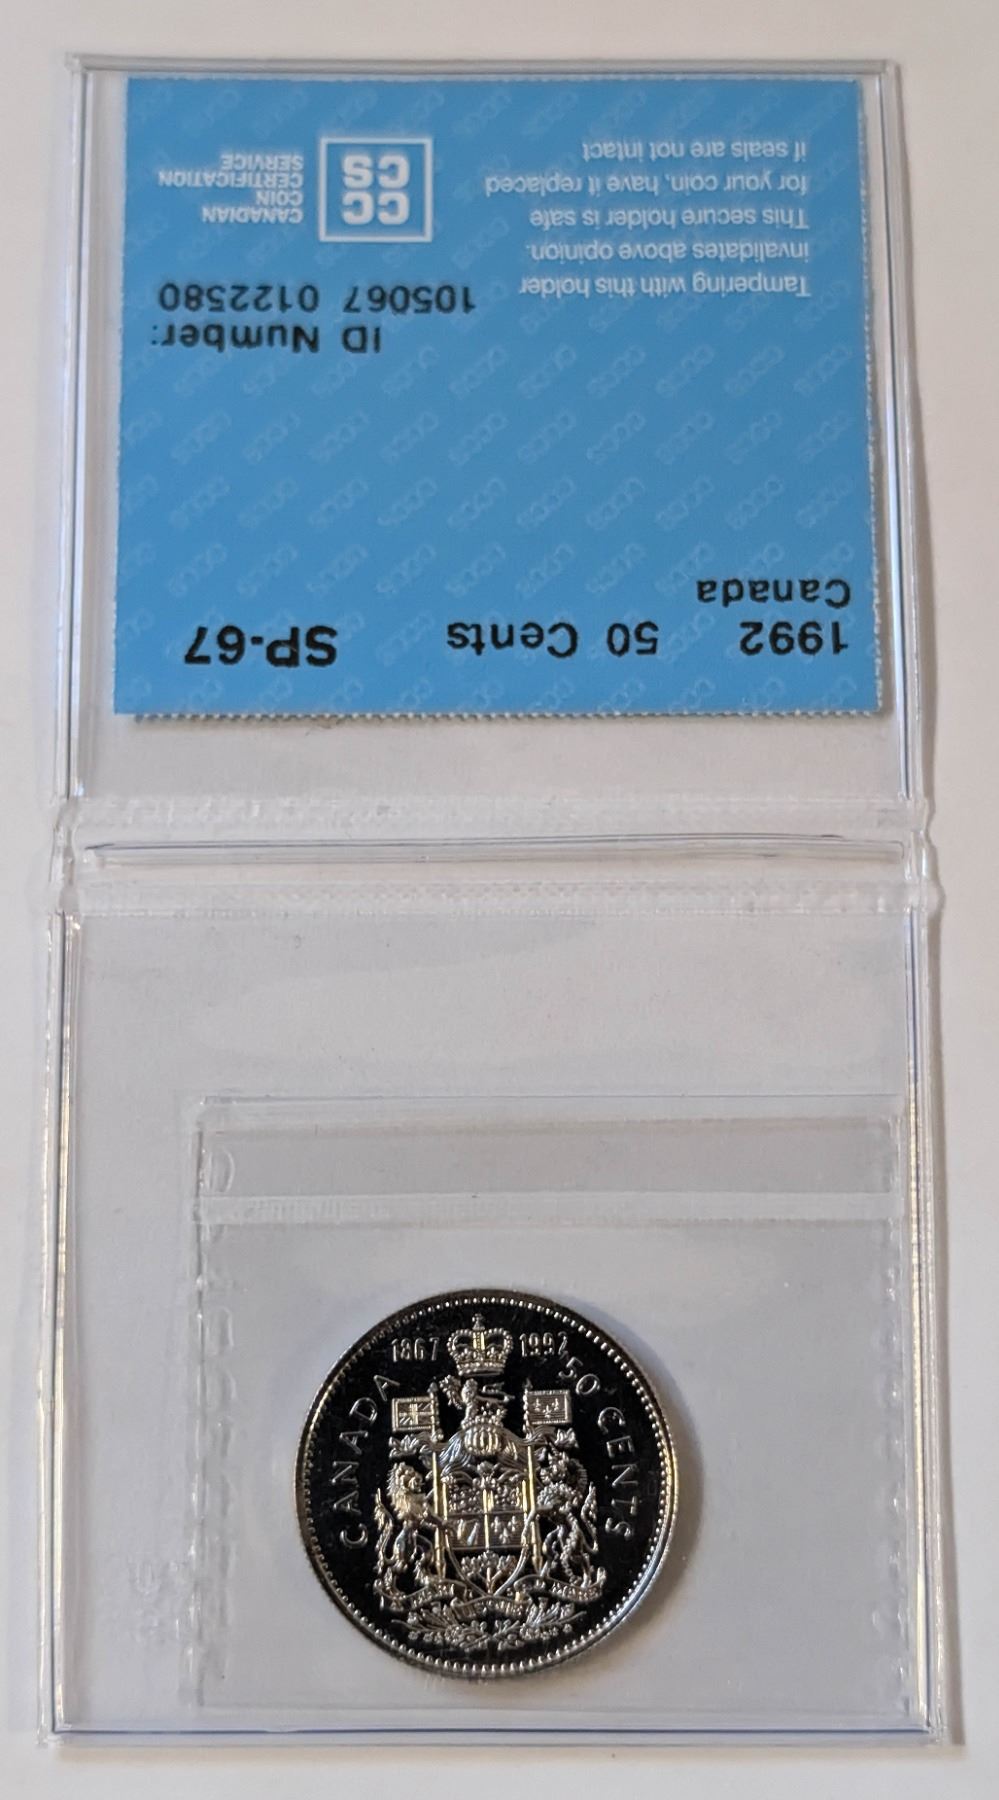 1992 50 Cents SP-67
Canada
ID Number:
105067 0122580
Tampering with this holder
invalidates above opinion.
This secure holder is safe
for your coin, have it replaced
if seals are not intact
CC
CS
CANADIAN
COIN
CERTIFICATION
SERVICE
1867 1992
CANADA 50 CENTS